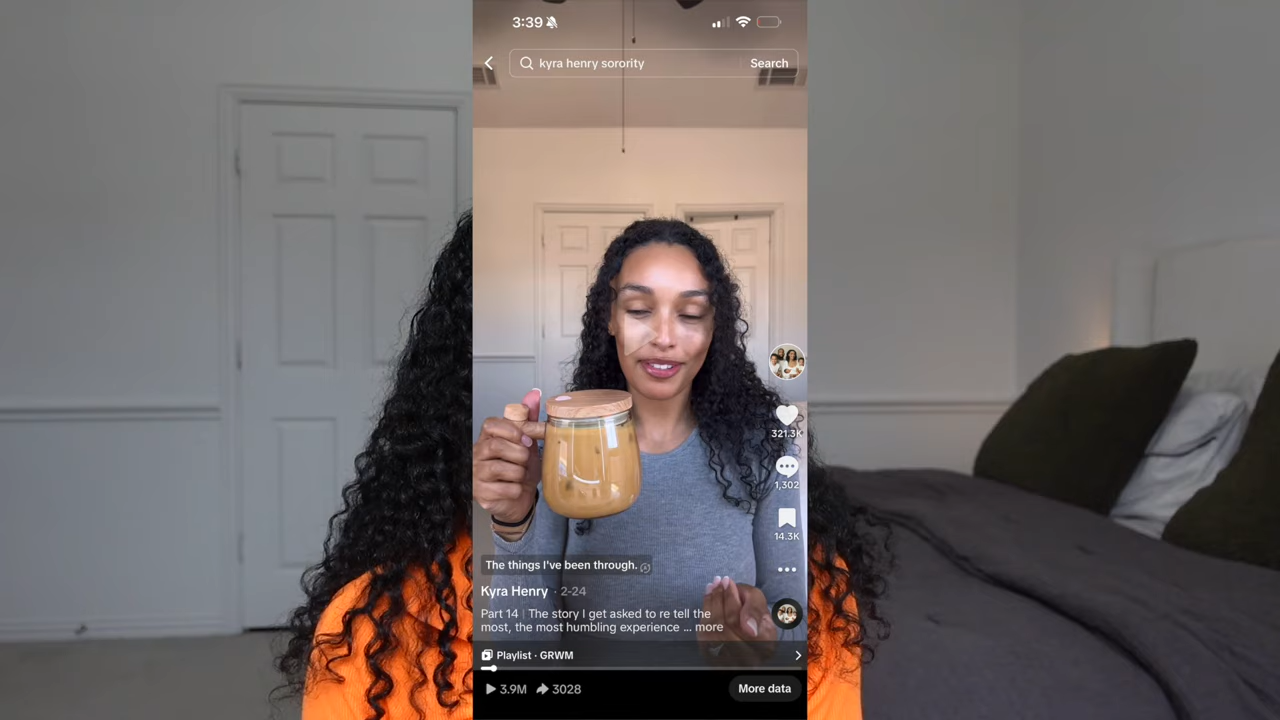 3:39
kyra henry sorority
Search
321.3K
1,302
14.3K
The things I've been through.
Kyra Henry · 2-24
Part 14 | The story I get asked to re tell the
most, the most humbling experience ... more
Playlist · GRWM
3.9M
3028
More data